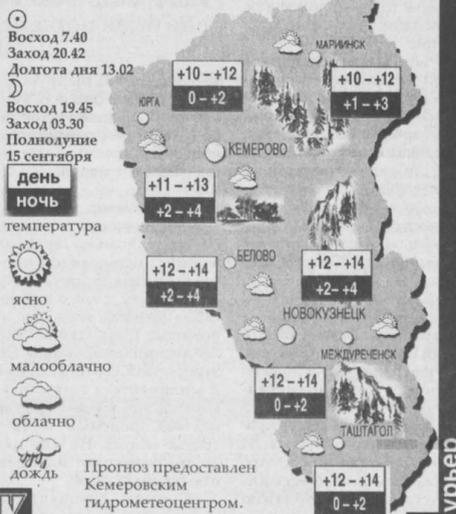 Восход 7.40
Заход 20.42
Долгота дня 13.02
Восход 19.45
Заход 03.30
Полнолуние
15 сентября
день
ночь
температура
ясно
малооблачно
облачно
дождь
МАРИИНСК
+10 – +12
0 – +2
+10 – +12
+1 – +3
ЮРГА
КЕМЕРОВО
+11 – +13
+2 – +4
БЕЛОВО
+12 – +14
+2 – +4
+12 – +14
+2 – +4
НОВОКУЗНЕЦК
МЕЖДУРЕЧЕНСК
+12 – +14
0 – +2
ТАШТАГОЛ
+12 – +14
0 – +2
Прогноз предоставлен
Кемеровским
гидрометеоцентром.
урьер